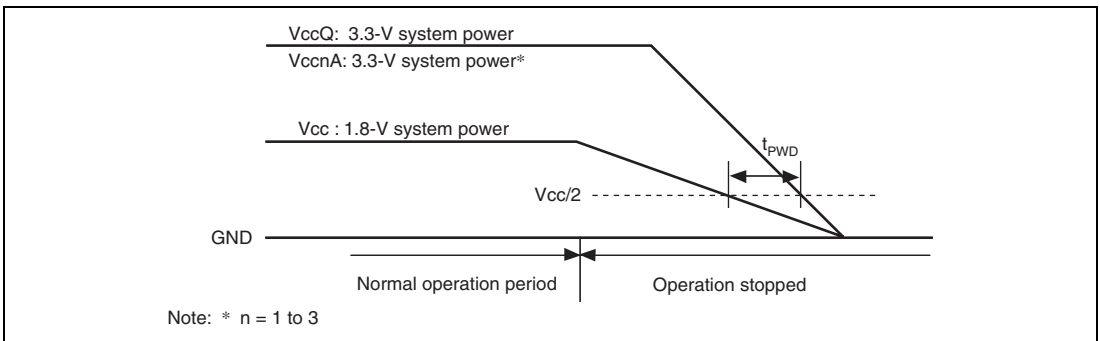 VccQ: 3.3-V system power
VccnA: 3.3-V system power*
Vcc : 1.8-V system power
tPWD
Vcc/2
GND
Normal operation period
Operation stopped
Note: * n = 1 to 3